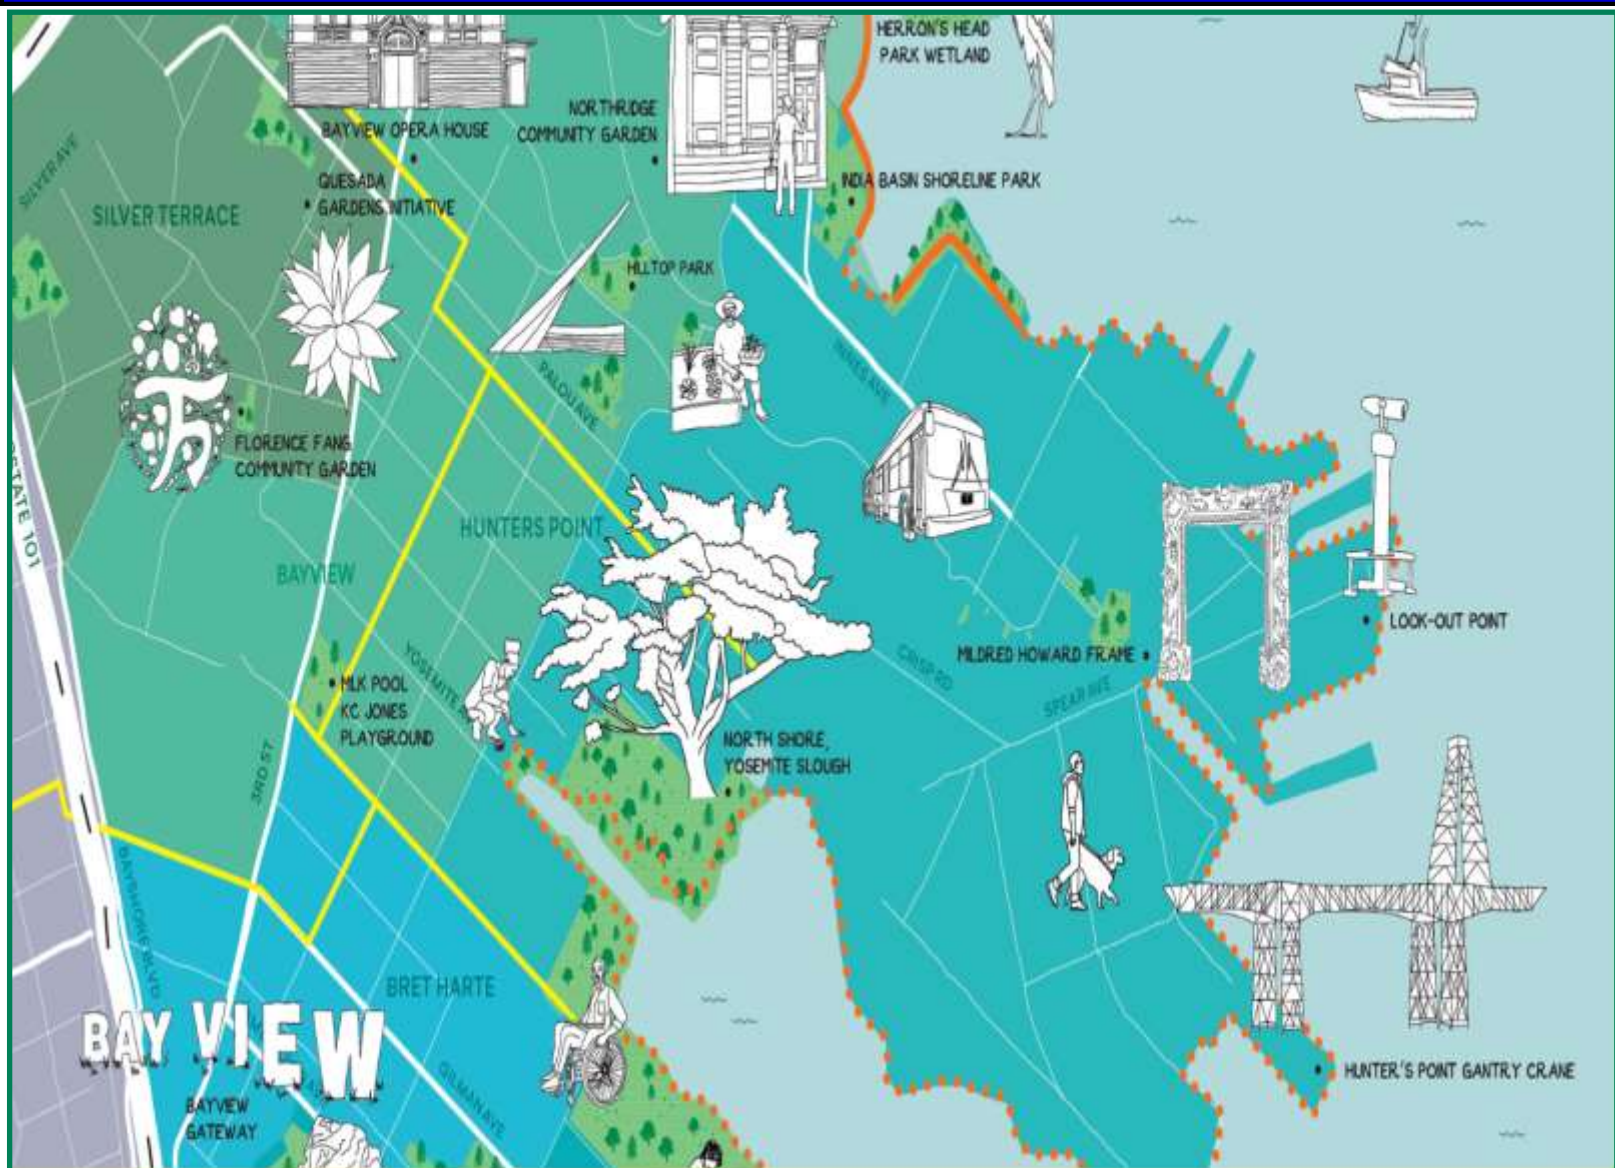 HERRON'S HEAD
PARK WETLAND
BAYVIEW OPERA HOUSE
NORTHRIDGE
COMMUNITY GARDEN
SILVER AVE
QUESADA
GARDENS INITIATIVE
INDIA BASIN SHORELINE PARK
SILVER TERRACE
HILLTOP PARK
INNES AVE
PALOU AVE
FLORENCE FANG
COMMUNITY GARDEN
STATE 101
HUNTERS POINT
BAYVIEW
LOOK-OUT POINT
YOSEMITE AV
CRISP RD
MILDRED HOWARD FRAME
SPEAR AVE
MLK POOL
KC JONES
PLAYGROUND
NORTH SHORE,
YOSEMITE SLOUGH
3RD ST
BAYSHORE BLVD
BRET HARTE
BAY VIEW
GILMAN AVE
HUNTER'S POINT GANTRY CRANE
BAYVIEW
GATEWAY